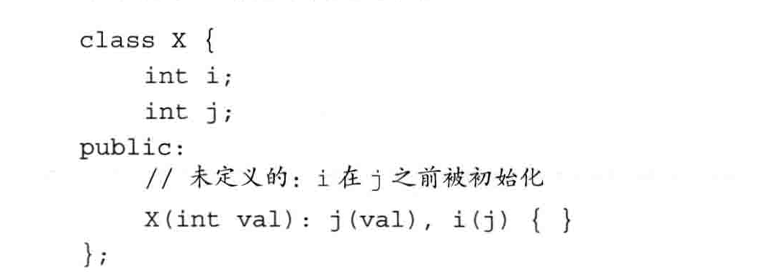 class X {
    int i;
    int j;
public:
    // 未定义的：i 在 j 之前被初始化
    X(int val): j(val), i(j) { }
};